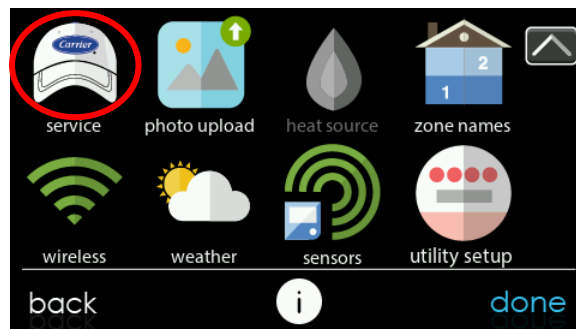 Carrier
service photo upload heat source zone names
2
1
wireless weather sensors utility setup
back i done